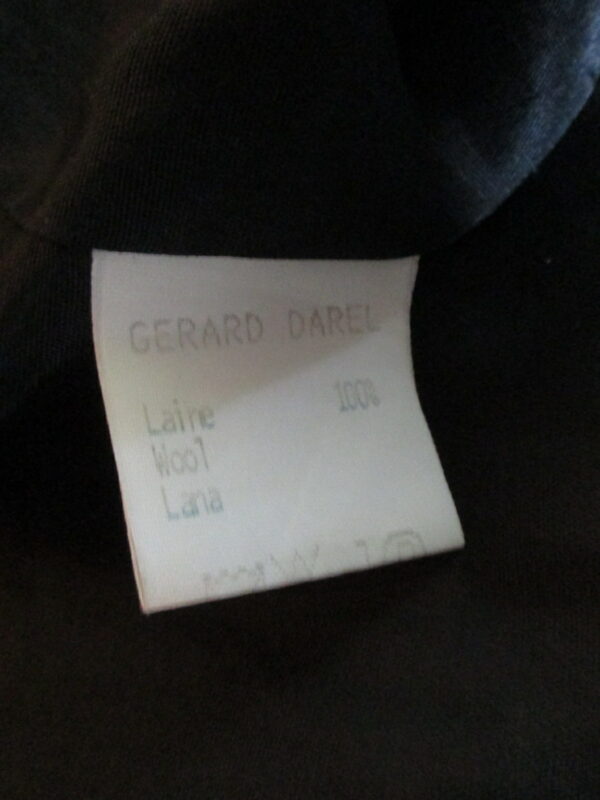 GERARD DAREL
Laine 100%
Wool
Lana